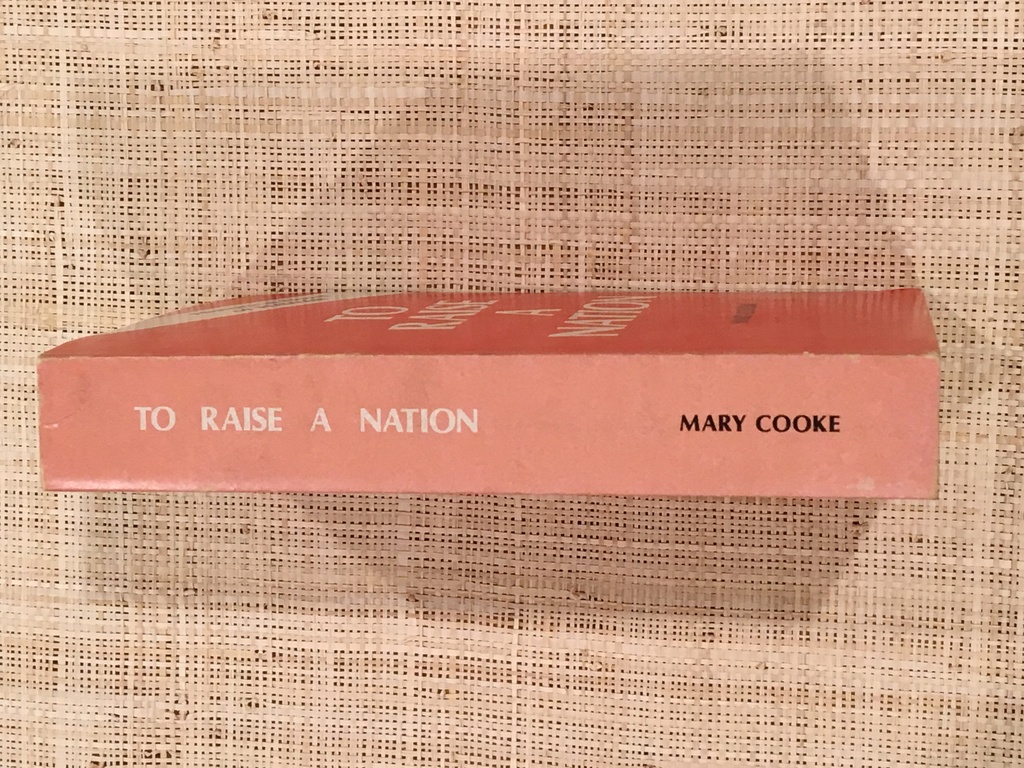 TO
RAISE
A
NATION
TO RAISE A NATION
MARY COOKE